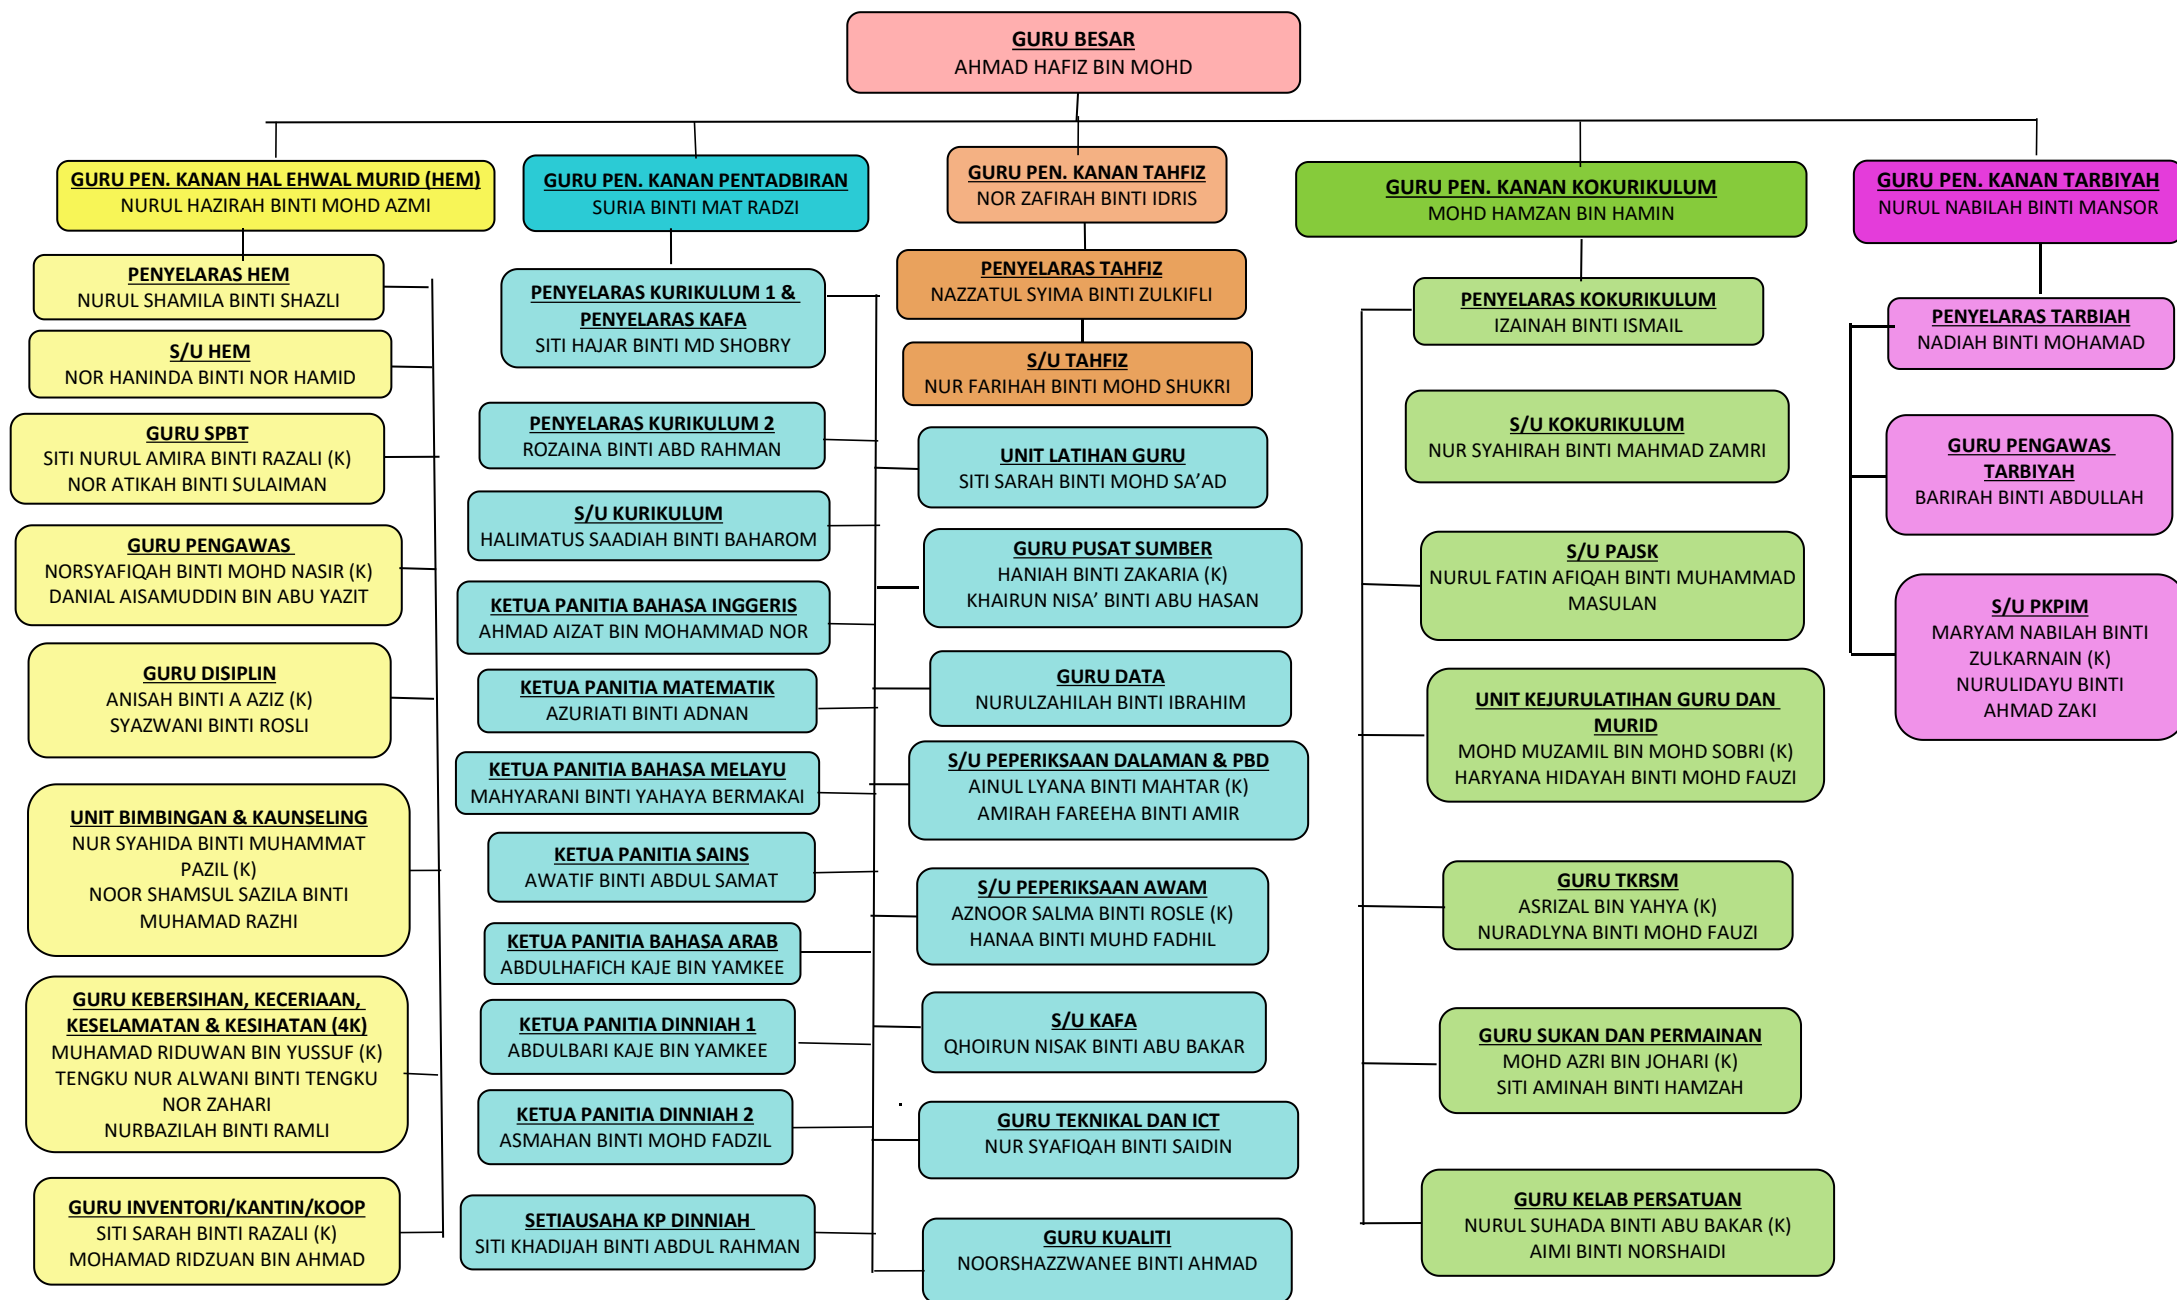 GURU BESAR
AHMAD HAFIZ BIN MOHD
GURU PEN. KANAN HAL EHWAL MURID (HEM)
NURUL HAZIRAH BINTI MOHD AZMI
PENYELARAS HEM
NURUL SHAMILA BINTI SHAZLI
S/U HEM
NOR HANINDA BINTI NOR HAMID
GURU SPBT
SITI NURUL AMIRA BINTI RAZALI (K)
NOR ATIKAH BINTI SULAIMAN
GURU PENGAWAS
NORSYAFIQAH BINTI MOHD NASIR (K)
DANIAL AISAMUDDIN BIN ABU YAZIT
GURU DISIPLIN
ANISAH BINTI A AZIZ (K)
SYAZWANI BINTI ROSLI
UNIT BIMBINGAN & KAUNSELING
NUR SYAHIDA BINTI MUHAMMAT
PAZIL (K)
NOOR SHAMSUL SAZILA BINTI
MUHAMAD RAZHI
GURU KEBERSIHAN, KECERIAAN,
KESELAMATAN & KESIHATAN (4K)
MUHAMAD RIDUWAN BIN YUSSUF (K)
TENGKU NUR ALWANI BINTI TENGKU
NOR ZAHARI
NURBAZILAH BINTI RAMLI
GURU INVENTORI/KANTIN/KOOP
SITI SARAH BINTI RAZALI (K)
MOHAMAD RIDZUAN BIN AHMAD
GURU PEN. KANAN PENTADBIRAN
SURIA BINTI MAT RADZI
PENYELARAS KURIKULUM 1 &
PENYELARAS KAFA
SITI HAJAR BINTI MD SHOBRY
PENYELARAS KURIKULUM 2
ROZAINA BINTI ABD RAHMAN
S/U KURIKULUM
HALIMATUS SAADIAH BINTI BAHAROM
KETUA PANITIA BAHASA INGGERIS
AHMAD AIZAT BIN MOHAMMAD NOR
KETUA PANITIA MATEMATIK
AZURIATI BINTI ADNAN
KETUA PANITIA BAHASA MELAYU
MAHYARANI BINTI YAHAYA BERMAKAI
KETUA PANITIA SAINS
AWATIF BINTI ABDUL SAMAT
KETUA PANITIA BAHASA ARAB
ABDULHAFICH KAJE BIN YAMKEE
KETUA PANITIA DINNIAH 1
ABDULBARI KAJE BIN YAMKEE
KETUA PANITIA DINNIAH 2
ASMAHAN BINTI MOHD FADZIL
SETIAUSAHA KP DINNIAH
SITI KHADIJAH BINTI ABDUL RAHMAN
GURU PEN. KANAN TAHFIZ
NOR ZAFIRAH BINTI IDRIS
PENYELARAS TAHFIZ
NAZZATUL SYIMA BINTI ZULKIFLI
S/U TAHFIZ
NUR FARIHAH BINTI MOHD SHUKRI
UNIT LATIHAN GURU
SITI SARAH BINTI MOHD SA’AD
GURU PUSAT SUMBER
HANIAH BINTI ZAKARIA (K)
KHAIRUN NISA’ BINTI ABU HASAN
GURU DATA
NURULZAHILAH BINTI IBRAHIM
S/U PEPERIKSAAN DALAMAN & PBD
AINUL LYANA BINTI MAHTAR (K)
AMIRAH FAREEHA BINTI AMIR
S/U PEPERIKSAAN AWAM
AZNOOR SALMA BINTI ROSLE (K)
HANAA BINTI MUHD FADHIL
S/U KAFA
QHOIRUN NISAK BINTI ABU BAKAR
GURU TEKNIKAL DAN ICT
NUR SYAFIQAH BINTI SAIDIN
GURU KUALITI
NOORSHAZZWANEE BINTI AHMAD
GURU PEN. KANAN KOKURIKULUM
MOHD HAMZAN BIN HAMIN
PENYELARAS KOKURIKULUM
IZAINAH BINTI ISMAIL
S/U KOKURIKULUM
NUR SYAHIRAH BINTI MAHMAD ZAMRI
S/U PAJSK
NURUL FATIN AFIQAH BINTI MUHAMMAD
MASULAN
UNIT KEJURULATIHAN GURU DAN
MURID
MOHD MUZAMIL BIN MOHD SOBRI (K)
HARYANA HIDAYAH BINTI MOHD FAUZI
GURU TKRSM
ASRIZAL BIN YAHYA (K)
NURADLYNA BINTI MOHD FAUZI
GURU SUKAN DAN PERMAINAN
MOHD AZRI BIN JOHARI (K)
SITI AMINAH BINTI HAMZAH
GURU KELAB PERSATUAN
NURUL SUHADA BINTI ABU BAKAR (K)
AIMI BINTI NORSHAIDI
GURU PEN. KANAN TARBIYAH
NURUL NABILAH BINTI MANSOR
PENYELARAS TARBIAH
NADIAH BINTI MOHAMAD
GURU PENGAWAS
TARBIYAH
BARIRAH BINTI ABDULLAH
S/U PKPIM
MARYAM NABILAH BINTI
ZULKARNAIN (K)
NURULIDAYU BINTI
AHMAD ZAKI